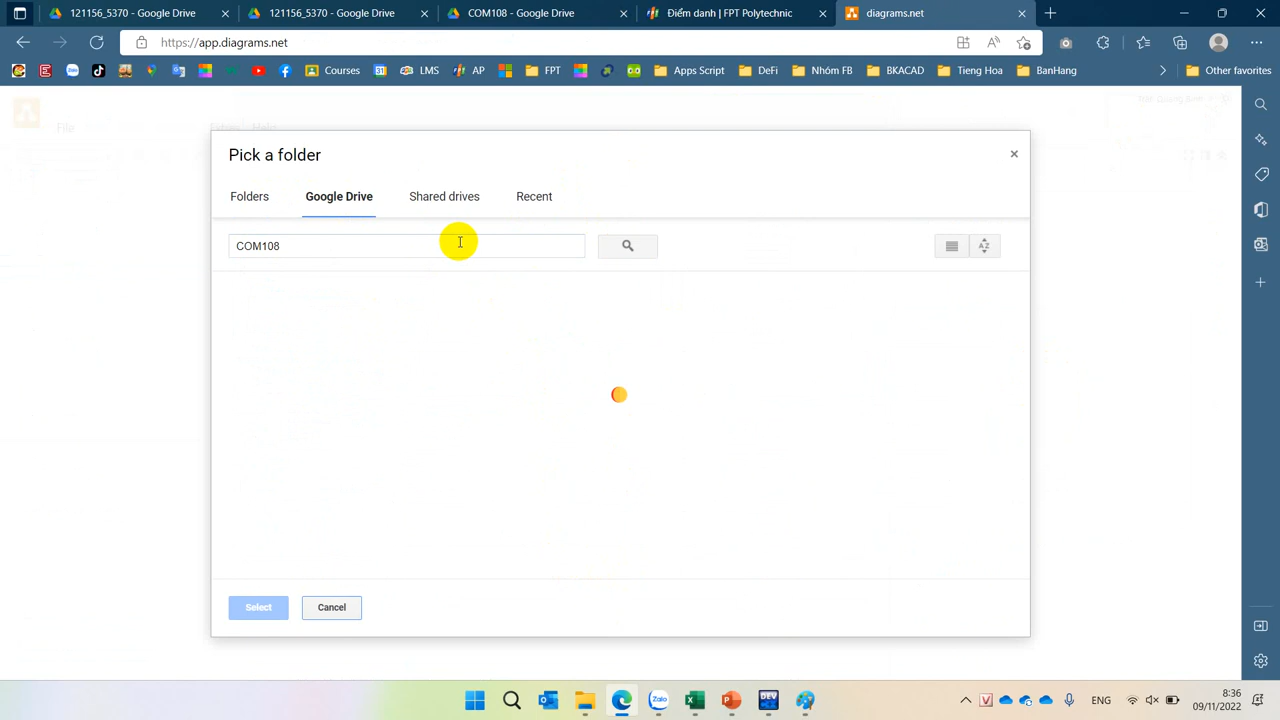 121156_5370 - Google Drive
121156_5370 - Google Drive
COM108 - Google Drive
Điểm danh | FPT Polytechnic
diagrams.net
https://app.diagrams.net
Courses
LMS
AP
FPT
Apps Script
DeFi
Nhóm FB
BKACAD
Tieng Hoa
BanHang
Other favorites
File
Help
Pick a folder
Folders
Google Drive
Shared drives
Recent
COM108
Select
Cancel
ENG
8:36
09/11/2022